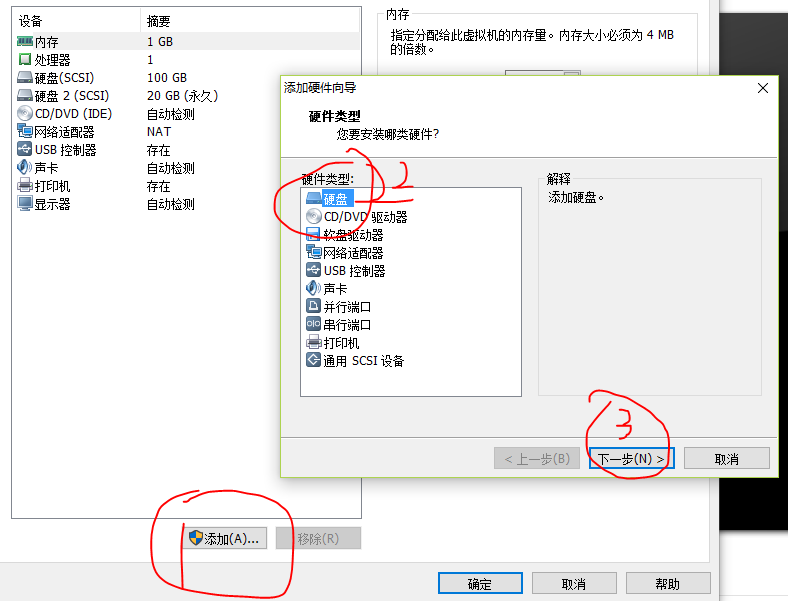 设备 摘要
内存 1 GB
处理器 1
硬盘(SCSI) 100 GB
硬盘 2 (SCSI) 20 GB (永久)
CD/DVD (IDE) 自动检测
网络适配器 NAT
USB 控制器 存在
声卡 自动检测
打印机 存在
显示器 自动检测
添加(A)... 移除(R)
内存
指定分配给此虚拟机的内存量。内存大小必须为 4 MB
的倍数。
添加硬件向导
硬件类型
您要安装哪类硬件?
硬件类型:
2
硬盘
CD/DVD 驱动器
软盘驱动器
网络适配器
USB 控制器
声卡
并行端口
串行端口
打印机
通用 SCSI 设备
解释
添加硬盘。
3
< 上一步(B) 下一步(N) > 取消
确定 取消 帮助